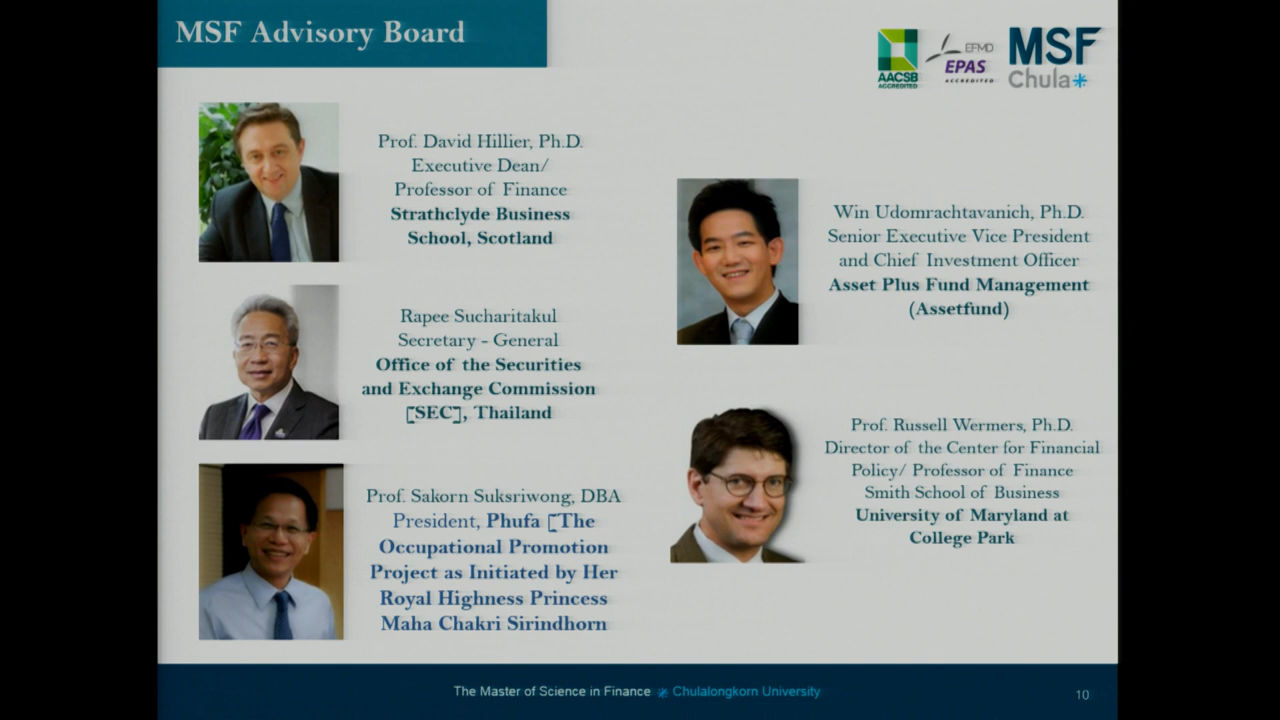 MSF Advisory Board
AACSB
ACCREDITED
EFMD
EPAS
ACCREDITED
MSF
Chula
Prof. David Hillier, Ph.D.
Executive Dean/
Professor of Finance
Strathclyde Business
School, Scotland
Rapee Sucharitakul
Secretary - General
Office of the Securities
and Exchange Commission
[SEC], Thailand
Prof. Sakorn Suksriwong, DBA
President, Phufa [The
Occupational Promotion
Project as Initiated by Her
Royal Highness Princess
Maha Chakri Sirindhorn
Win Udomrachtavanich, Ph.D.
Senior Executive Vice President
and Chief Investment Officer
Asset Plus Fund Management
(Assetfund)
Prof. Russell Wermers, Ph.D.
Director of the Center for Financial
Policy/ Professor of Finance
Smith School of Business
University of Maryland at
College Park
The Master of Science in Finance Chulalongkorn University
10